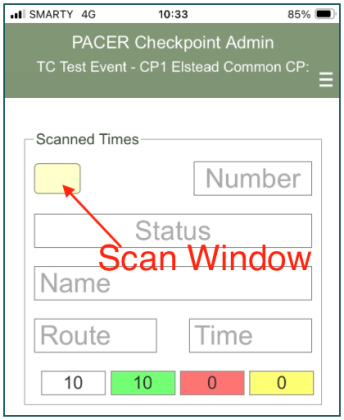 SMARTY 4G 10:33 85%
PACER Checkpoint Admin
TC Test Event - CP1 Elstead Common CP:
Scanned Times
Number
Status
Scan Window
Name
Route Time
10 10 0 0